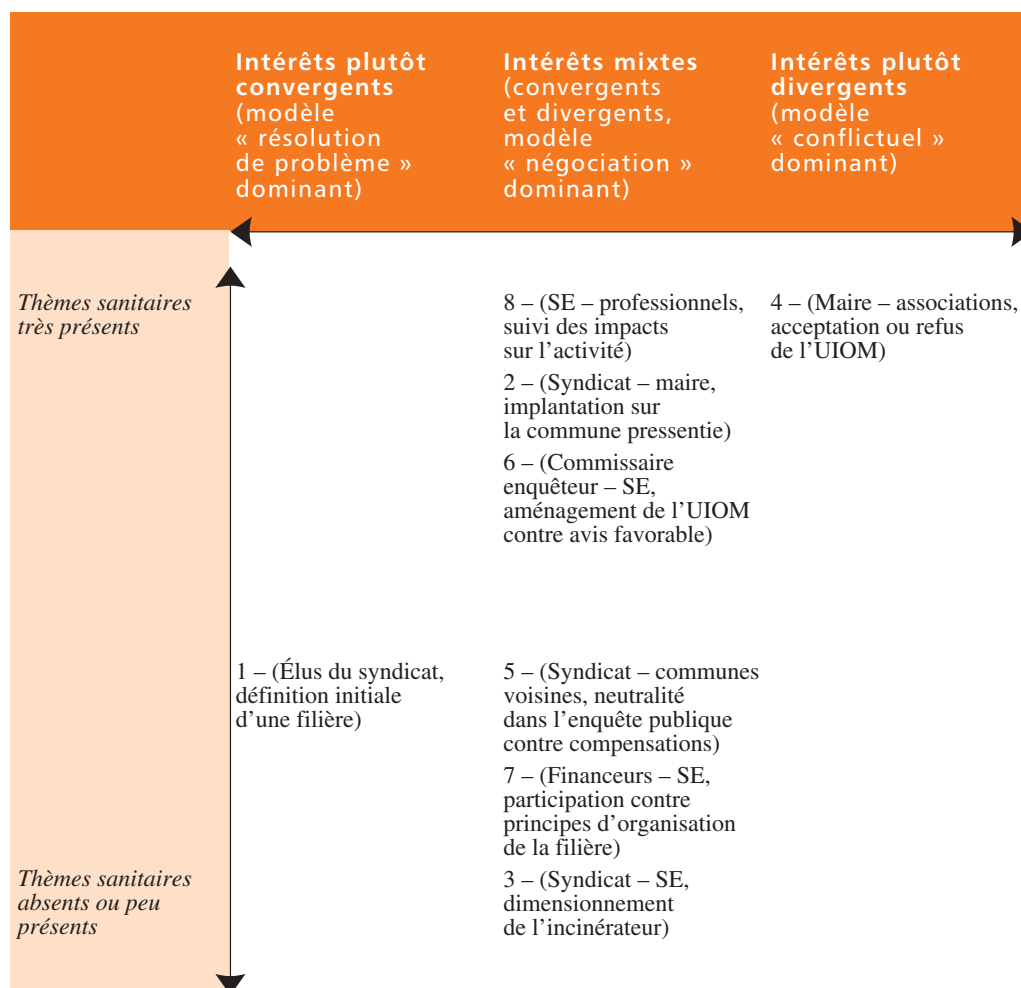 Intérêts plutôt
convergents
(modèle
« résolution
de problème »
dominant)
Intérêts mixtes
(convergents
et divergents,
modèle
« négociation »
dominant)
Intérêts plutôt
divergents
(modèle
« conflictuel »
dominant)
Thèmes sanitaires
très présents
8 – (SE – professionnels,
suivi des impacts
sur l’activité)
2 – (Syndicat – maire,
implantation sur
la commune pressentie)
6 – (Commissaire
enquêteur – SE,
aménagement de l’UIOM
contre avis favorable)
4 – (Maire – associations,
acceptation ou refus
de l’UIOM)
1 – (Élus du syndicat,
définition initiale
d’une filière)
5 – (Syndicat – communes
voisines, neutralité
dans l’enquête publique
contre compensations)
7 – (Financeurs – SE,
participation contre
principes d’organisation
de la filière)
Thèmes sanitaires
absents ou peu
présents
3 – (Syndicat – SE,
dimensionnement
de l’incinérateur)